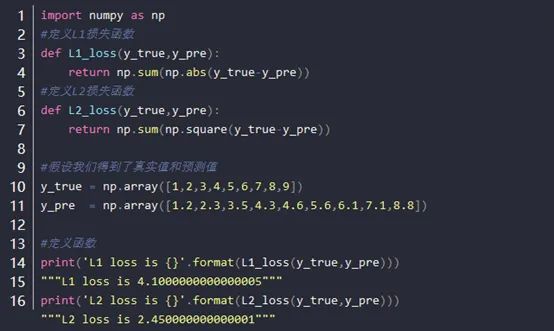 1 import numpy as np
2 #定义L1损失函数
3 def L1_loss(y_true,y_pre):
4     return np.sum(np.abs(y_true-y_pre))
5 #定义L2损失函数
6 def L2_loss(y_true,y_pre):
7     return np.sum(np.square(y_true-y_pre))
8
9 #假设我们得到了真实值和预测值
10 y_true = np.array([1,2,3,4,5,6,7,8,9])
11 y_pre  = np.array([1.2,2.3,3.5,4.3,4.6,5.6,6.1,7.1,8.8])
12
13 #定义函数
14 print('L1 loss is {}'.format(L1_loss(y_true,y_pre)))
15 """L1 loss is 4.1000000000000005"""
16 print('L2 loss is {}'.format(L2_loss(y_true,y_pre)))
"""L2 loss is 2.450000000000001"""